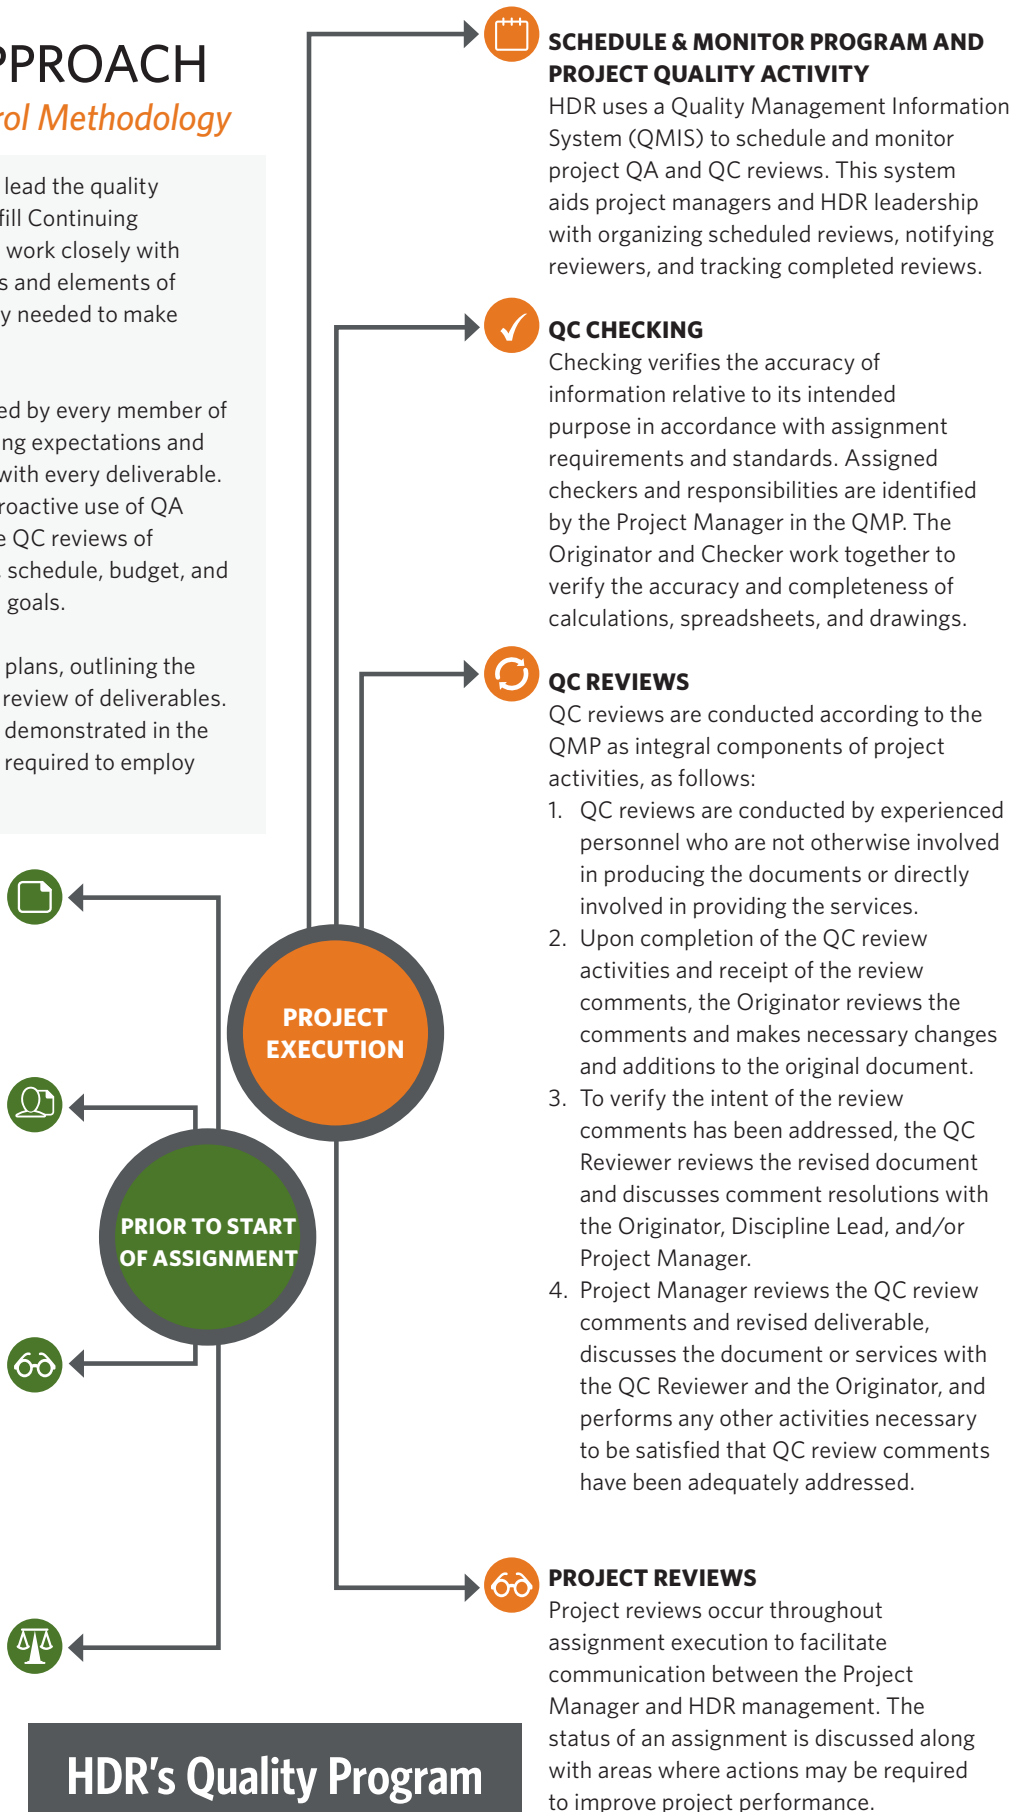 PPROACH
rol Methodology
lead the quality
fill Continuing
work closely with
s and elements of
y needed to make
ed by every member of
ing expectations and
with every deliverable.
roactive use of QA
e QC reviews of
schedule, budget, and
goals.
plans, outlining the
review of deliverables.
demonstrated in the
required to employ
PROJECT
EXECUTION
PRIOR TO START
OF ASSIGNMENT
HDR's Quality Program
SCHEDULE & MONITOR PROGRAM AND
PROJECT QUALITY ACTIVITY
HDR uses a Quality Management Information
System (QMIS) to schedule and monitor
project QA and QC reviews. This system
aids project managers and HDR leadership
with organizing scheduled reviews, notifying
reviewers, and tracking completed reviews.
QC CHECKING
Checking verifies the accuracy of
information relative to its intended
purpose in accordance with assignment
requirements and standards. Assigned
checkers and responsibilities are identified
by the Project Manager in the QMP. The
Originator and Checker work together to
verify the accuracy and completeness of
calculations, spreadsheets, and drawings.
QC REVIEWS
QC reviews are conducted according to the
QMP as integral components of project
activities, as follows:
1. QC reviews are conducted by experienced
personnel who are not otherwise involved
in producing the documents or directly
involved in providing the services.
2. Upon completion of the QC review
activities and receipt of the review
comments, the Originator reviews the
comments and makes necessary changes
and additions to the original document.
3. To verify the intent of the review
comments has been addressed, the QC
Reviewer reviews the revised document
and discusses comment resolutions with
the Originator, Discipline Lead, and/or
Project Manager.
4. Project Manager reviews the QC review
comments and revised deliverable,
discusses the document or services with
the QC Reviewer and the Originator, and
performs any other activities necessary
to be satisfied that QC review comments
have been adequately addressed.
PROJECT REVIEWS
Project reviews occur throughout
assignment execution to facilitate
communication between the Project
Manager and HDR management. The
status of an assignment is discussed along
with areas where actions may be required
to improve project performance.